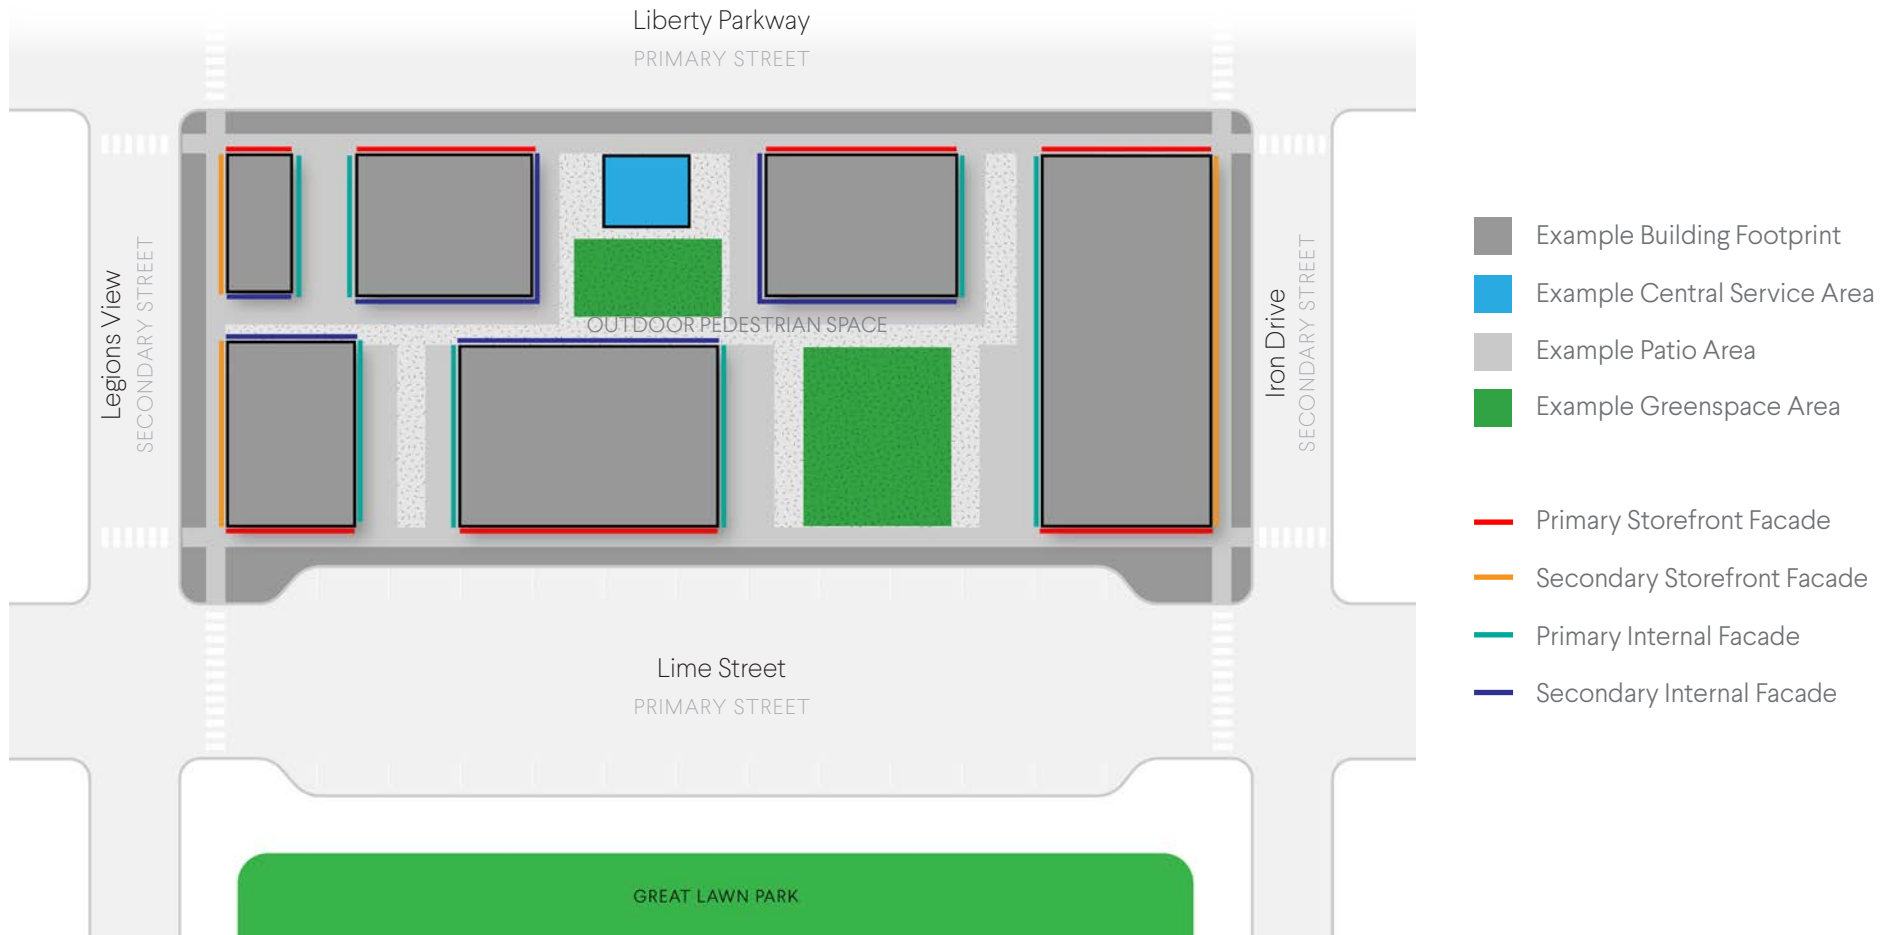 Liberty Parkway
PRIMARY STREET
Legions View
SECONDARY STREET
OUTDOOR PEDESTRIAN SPACE
Iron Drive
SECONDARY STREET
Lime Street
PRIMARY STREET
GREAT LAWN PARK
Example Building Footprint
Example Central Service Area
Example Patio Area
Example Greenspace Area
Primary Storefront Facade
Secondary Storefront Facade
Primary Internal Facade
Secondary Internal Facade